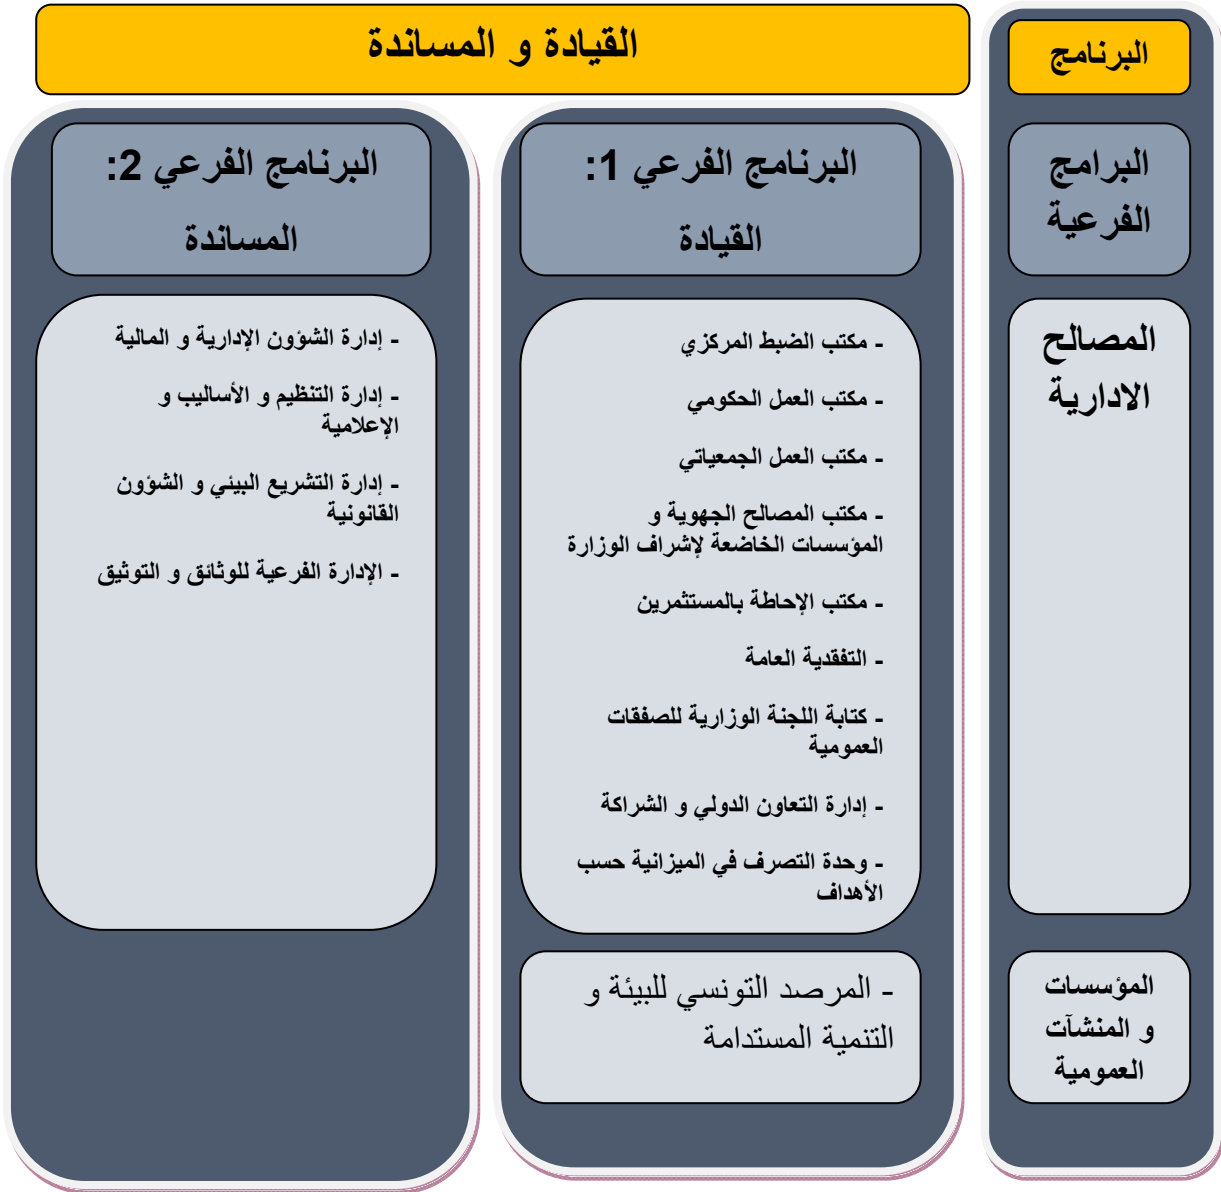 البرنامج
القيادة و المساندة
البرامج
الفرعية
البرنامج الفرعي 1:
القيادة
البرنامج الفرعي 2:
المساندة
المصالح
الادارية
- مكتب الضبط المركزي
- مكتب العمل الحكومي
- مكتب العمل الجمعياتي
- مكتب المصالح الجهوية و
المؤسسات الخاضعة لإشراف الوزارة
- مكتب الإحاطة بالمستثمرين
- التفقدية العامة
- كتابة اللجنة الوزارية للصفقات
العمومية
- إدارة التعاون الدولي و الشراكة
- وحدة التصرف في الميزانية حسب
الأهداف
- إدارة الشؤوون الإدارية و المالية
- إدارة التنظيم و الأساليب و
الإعلامية
- إدارة التشريع البيئي و الشؤوون
القانونية
- الإدارة الفرعية للوثائق و التوثيق
المؤسسات
و المنشآت
العمومية
- المرصد التونسي للبيئة و
التنمية المستدامة